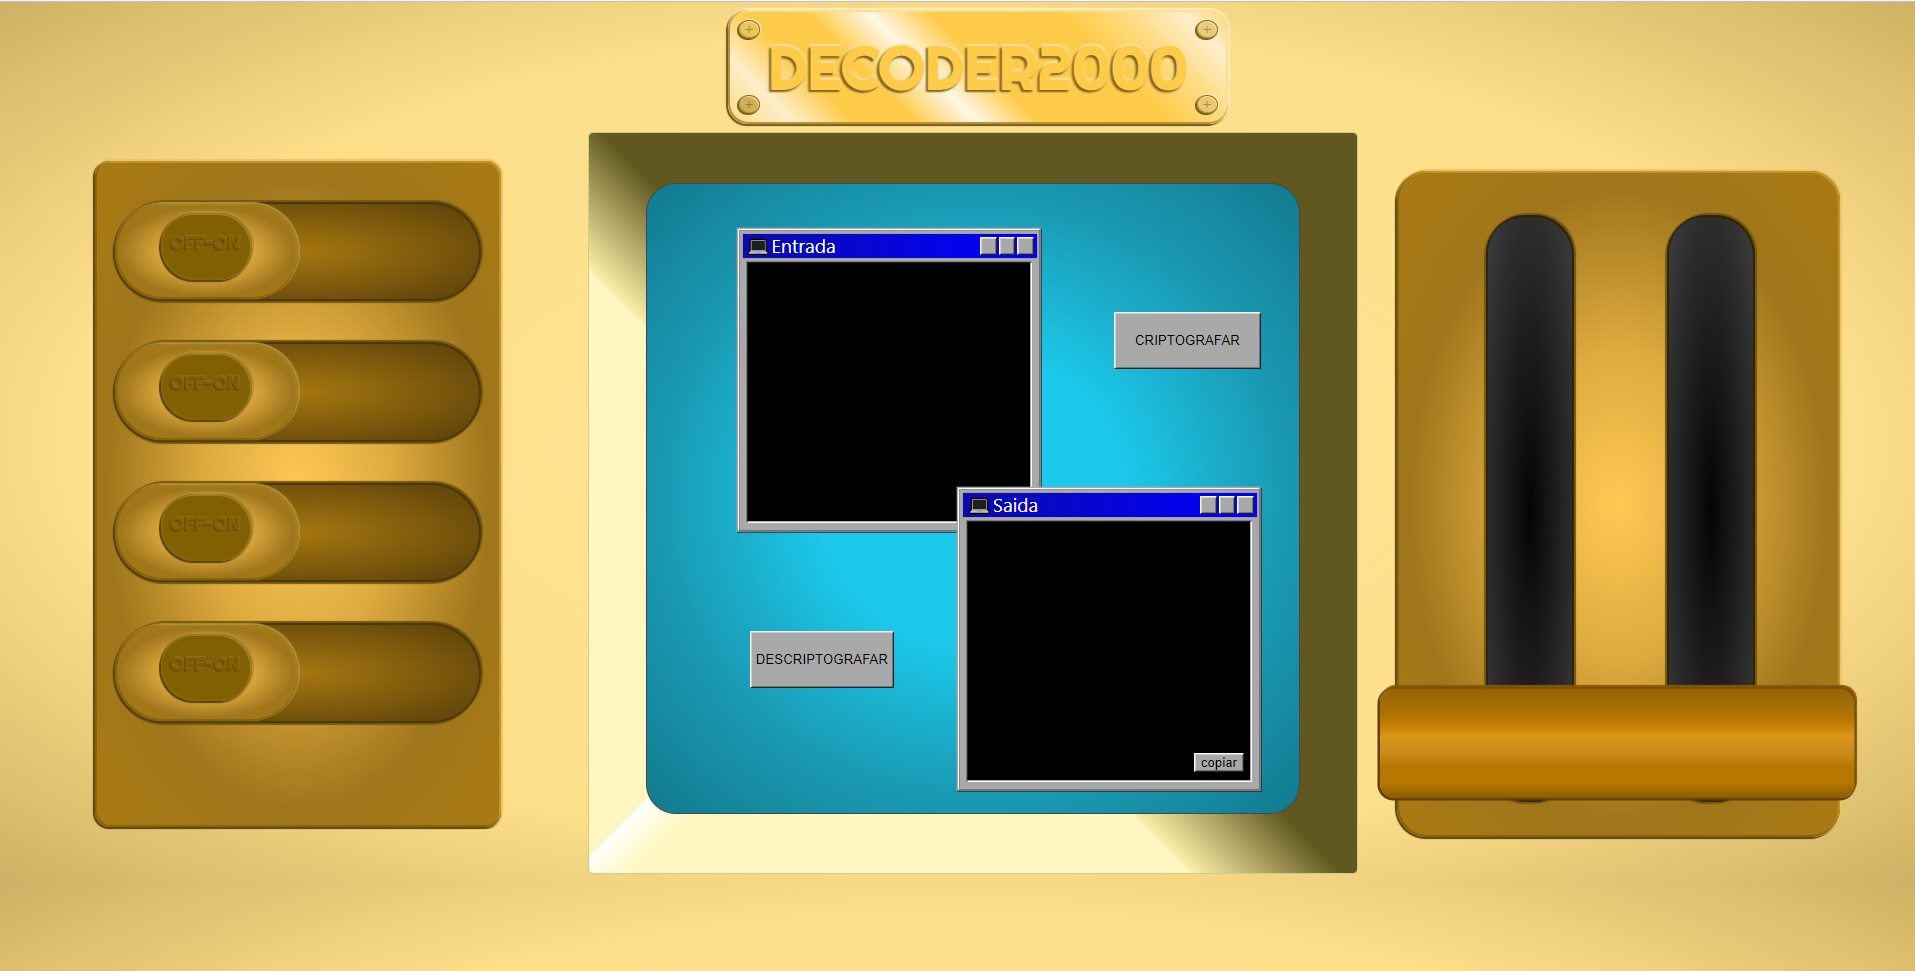 DECODER2000
OFF-ON
OFF-ON
OFF-ON
OFF-ON
Entrada
CRIPTOGRAFAR
Saida
DESCRIPTOGRAFAR
copiar